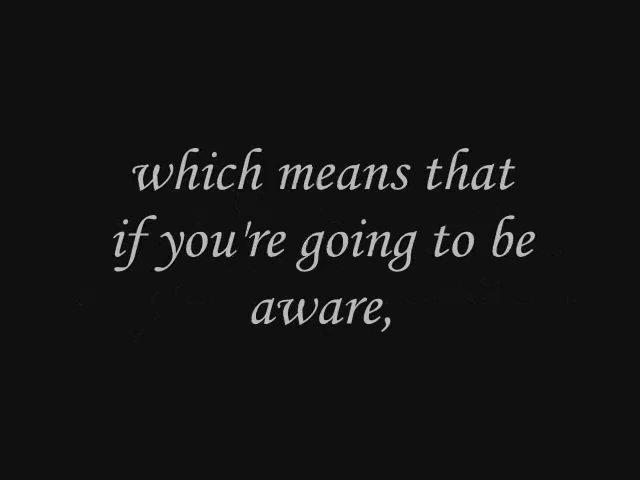 which means that
if you're going to be
aware,